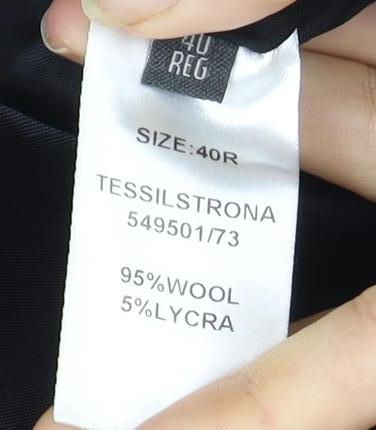 40
REG
SIZE:40R
TESSILSTRONA
549501/73
95%WOOL
5%LYCRA